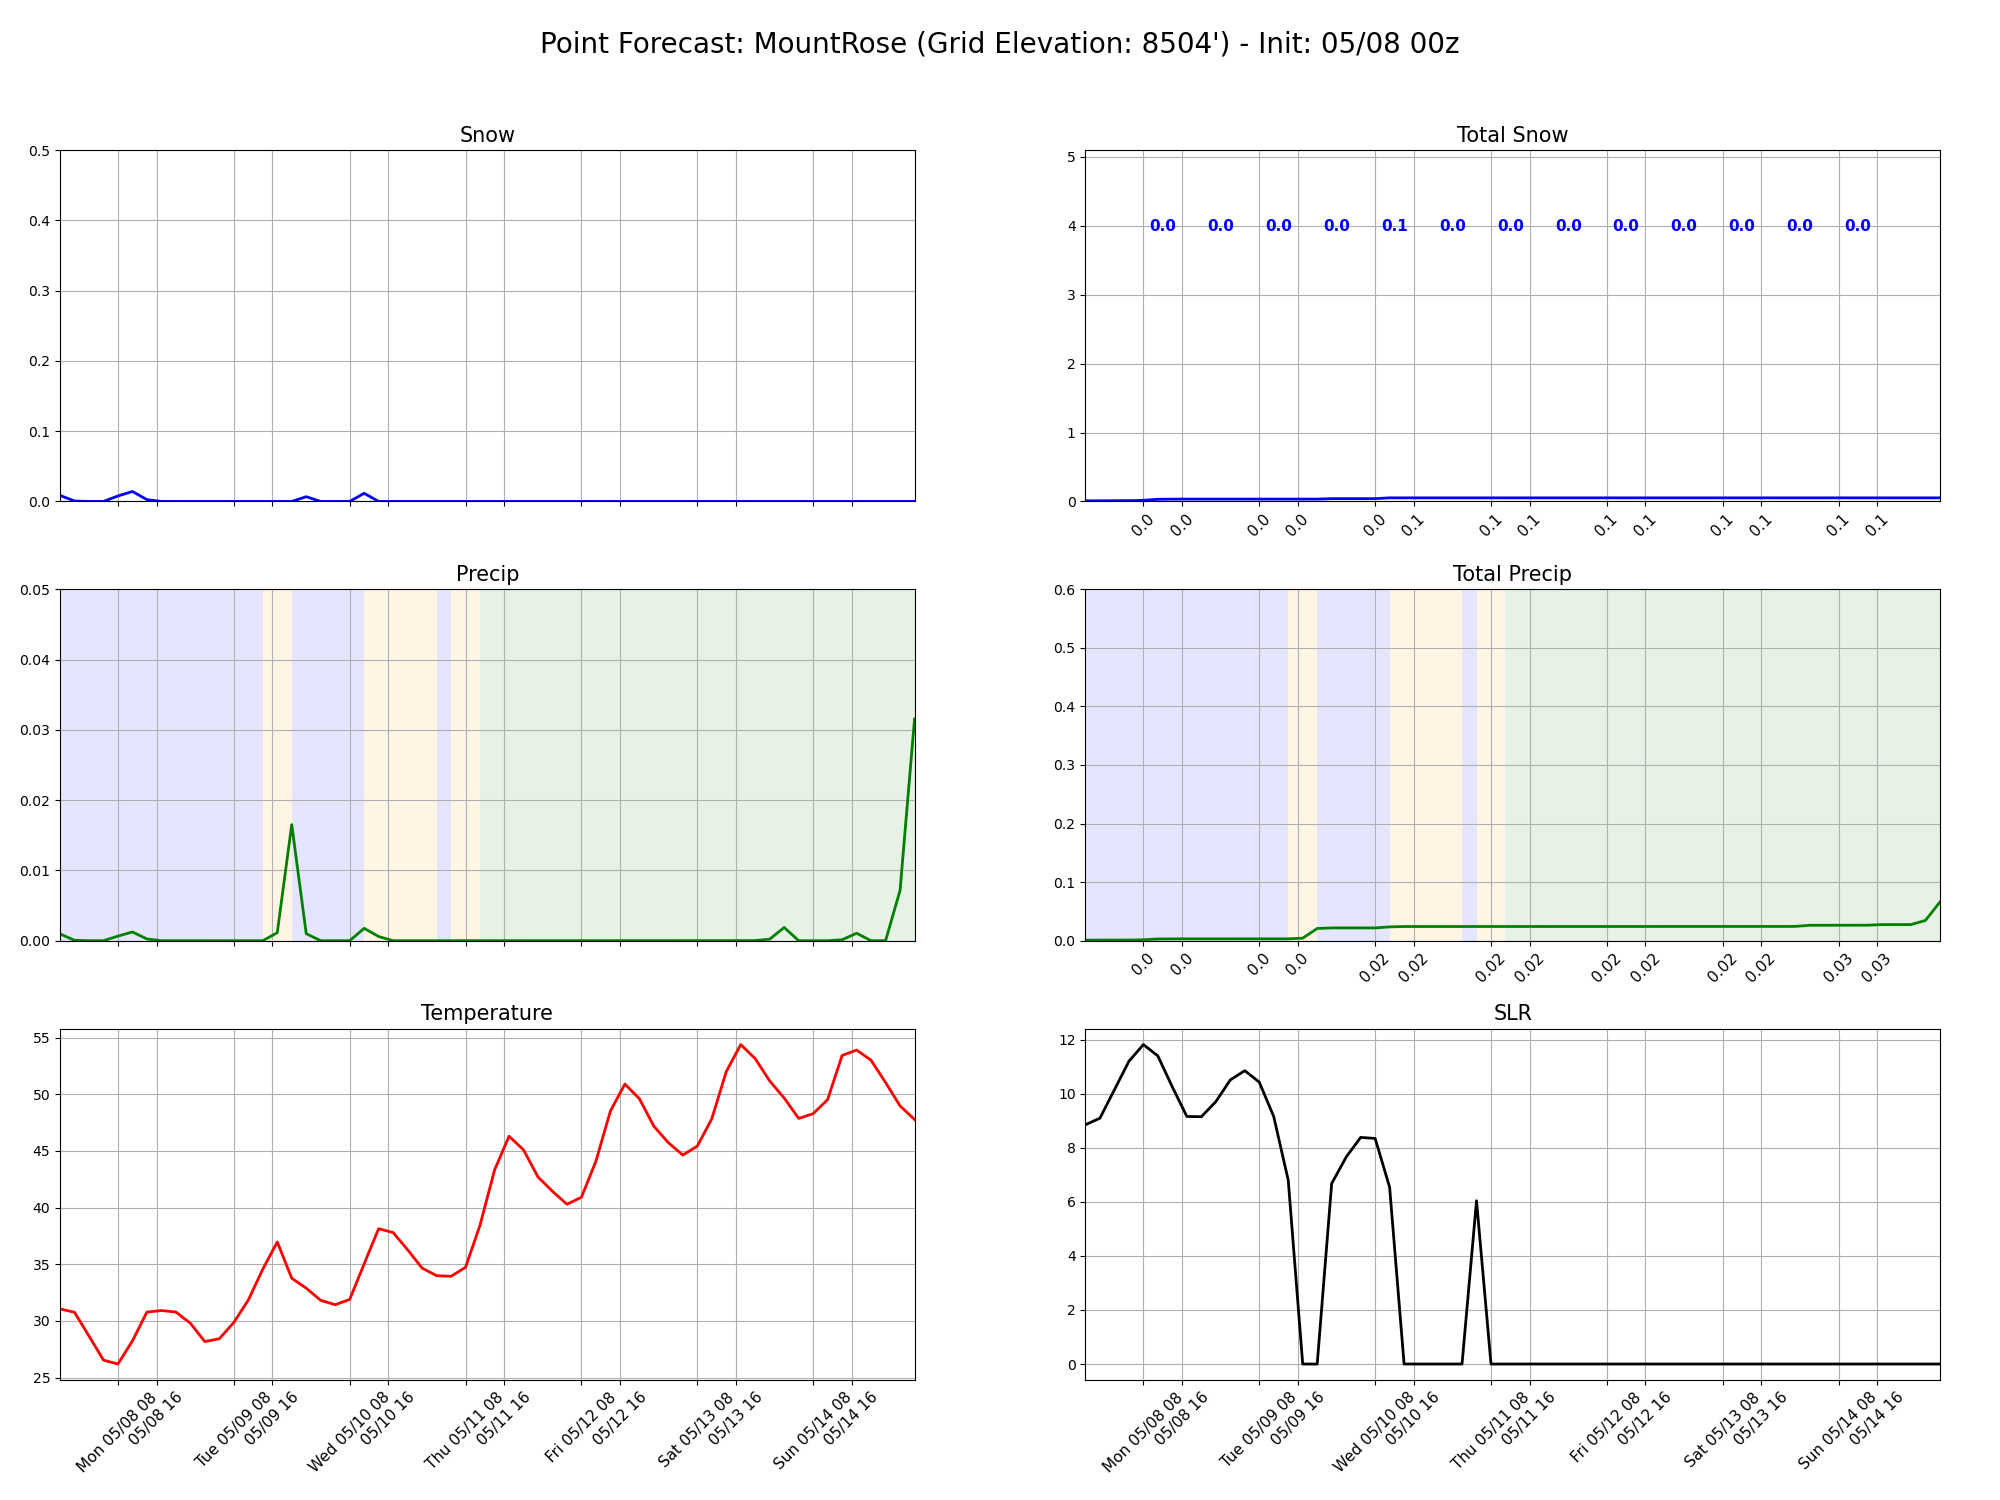 Point Forecast: MountRose (Grid Elevation: 8504') - Init: 05/08 00z
Snow
0.5
0.4
0.3
0.2
0.1
0.0
Total Snow
5
4
3
2
1
0
0.0 0.0 0.0 0.0 0.1 0.0 0.0 0.0 0.0 0.0 0.0 0.0 0.0
0.0 0.0 0.0 0.0 0.0 0.1 0.1 0.1 0.1 0.1 0.1 0.1 0.1 0.1
Precip
0.05
0.04
0.03
0.02
0.01
0.00
Total Precip
0.6
0.5
0.4
0.3
0.2
0.1
0.0
0.0 0.0 0.0 0.0 0.02 0.02 0.02 0.02 0.02 0.02 0.02 0.02 0.03 0.03
Temperature
55
50
45
40
35
30
25
Mon 05/08 08
05/08 16
Tue 05/09 08
05/09 16
Wed 05/10 08
05/10 16
Thu 05/11 08
05/11 16
Fri 05/12 08
05/12 16
Sat 05/13 08
05/13 16
Sun 05/14 08
05/14 16
SLR
12
10
8
6
4
2
0
Mon 05/08 08
05/08 16
Tue 05/09 08
05/09 16
Wed 05/10 08
05/10 16
Thu 05/11 08
05/11 16
Fri 05/12 08
05/12 16
Sat 05/13 08
05/13 16
Sun 05/14 08
05/14 16